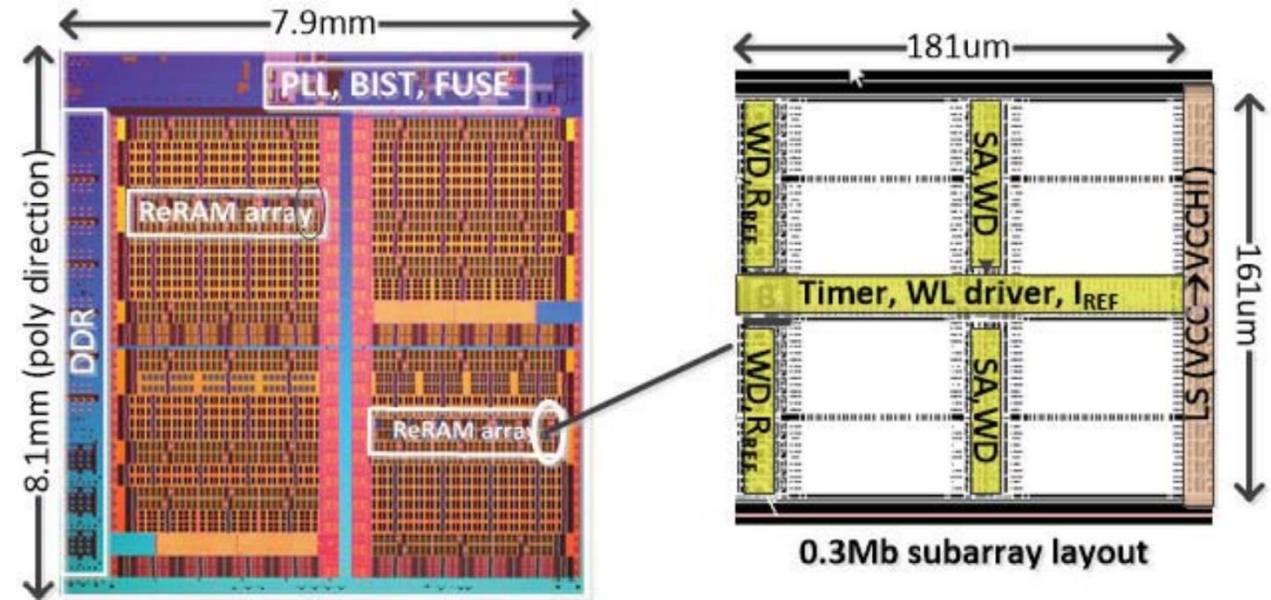 7.9mm
8.1mm (poly direction)
PLL, BIST, FUSE
DDR
ReRAM array
ReRAM array
181um
161um
WD,RREF
SA,WD
Timer, WL driver, IREF
WD,RREF
SA,WD
LS (VCC→VCCHI)
0.3Mb subarray layout